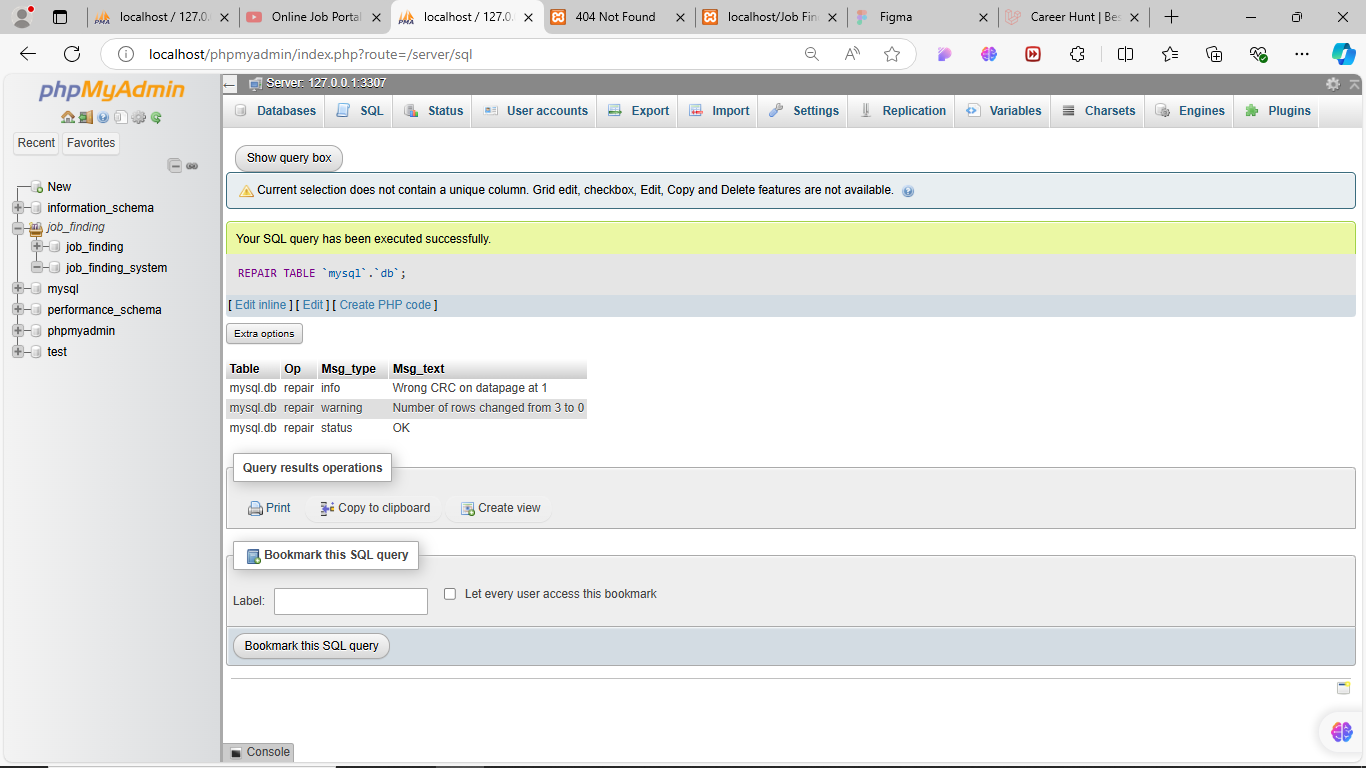 localhost / 127.0.
Online Job Portal
localhost / 127.0.
404 Not Found
localhost/Job Fin
Figma
Career Hunt | Bes
localhost/phpmyadmin/index.php?route=/server/sql
phpMyAdmin
Recent
Favorites
New
information_schema
job_finding
job_finding
job_finding_system
mysql
performance_schema
phpmyadmin
test
Server: 127.0.0.1:3307
Databases
SQL
Status
User accounts
Export
Import
Settings
Replication
Variables
Charsets
Engines
Plugins
Show query box
Current selection does not contain a unique column. Grid edit, checkbox, Edit, Copy and Delete features are not available.
Your SQL query has been executed successfully.
REPAIR TABLE `mysql`.`db`;
[ Edit inline ] [ Edit ] [ Create PHP code ]
Extra options
Table Op Msg_type Msg_text
mysql.db repair info Wrong CRC on datapage at 1
mysql.db repair warning Number of rows changed from 3 to 0
mysql.db repair status OK
Query results operations
Print
Copy to clipboard
Create view
Bookmark this SQL query
Label:
Let every user access this bookmark
Bookmark this SQL query
Console